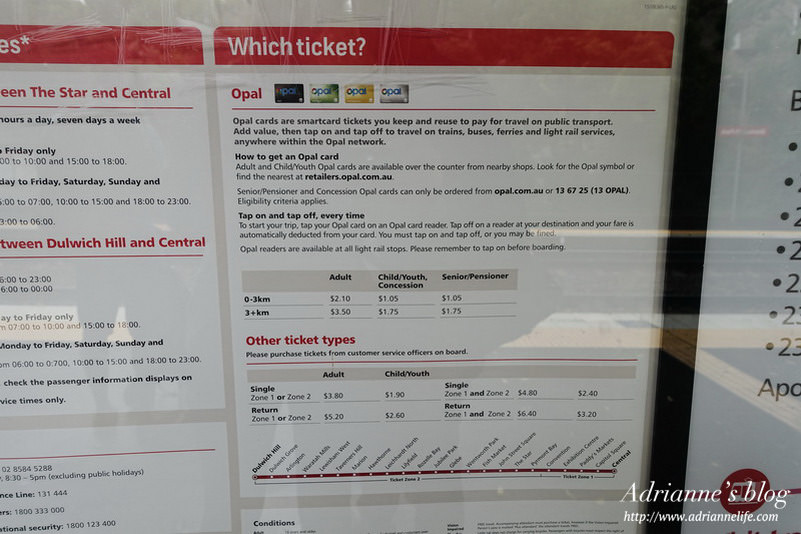 es*
een The Star and Central
hours a day, seven days a week
o Friday only
00 to 10:00 and 15:00 to 18:00.
day to Friday, Saturday, Sunday and
5:00 to 07:00, 10:00 to 15:00 and 18:00 to 23:00.
3:00 to 06:00.
tween Dulwich Hill and Central
6:00 to 23:00
6:00 to 00:00
ay to Friday only
m 07:00 to 10:00 and 15:00 to 18:00.
Monday to Friday, Saturday, Sunday and
om 06:00 to 0:700, 10:00 to 15:00 and 18:00 to 23:00.
, check the passenger information displays on
vice times only.
02 8584 5288
y, 8:30 – 5pm (excluding public holidays)
nce Line: 131 444
ers: 1800 333 000
ational security: 1800 123 400
Which ticket?
Opal opal opal opal opal
Opal cards are smartcard tickets you keep and reuse to pay for travel on public transport.
Add value, then tap on and tap off to travel on trains, buses, ferries and light rail services,
anywhere within the Opal network.
How to get an Opal card
Adult and Child/Youth Opal cards are available over the counter from nearby shops. Look for the Opal symbol or
find the nearest at retailers.opal.com.au.
Senior/Pensioner and Concession Opal cards can only be ordered from opal.com.au or 13 67 25 (13 OPAL).
Eligibility criteria applies.
Tap on and tap off, every time
To start your trip, tap your Opal card on an Opal card reader. Tap off on a reader at your destination and your fare is
automatically deducted from your card. You must tap on and tap off, or you may be fined.
Opal readers are available at all light rail stops. Please remember to tap on before boarding.
Adult Child/Youth, Concession Senior/Pensioner
0-3km $2.10 $1.05 $1.05
3+km $3.50 $1.75 $1.75
Other ticket types
Please purchase tickets from customer service officers on board.
Adult Child/Youth
Single
Zone 1 or Zone 2 $3.80 $1.90
Single
Zone 1 and Zone 2 $4.80 $2.40
Return
Zone 1 or Zone 2 $5.20 $2.60
Return
Zone 1 and Zone 2 $6.40 $3.20
Dulwich Hill
Dulwich Grove
Arlington
Waratah Mills
Lewisham West
Taverners Hill
Marion
Hawthorne
Leichhardt North
Lilyfield
Rozelle Bay
Jubilee Park
Glebe
Wentworth Park
Fish Market
John Street Square
The Star
Pyrmont Bay
Convention
Exhibition Centre
Paddy's Markets
Capitol Square
Central
Ticket Zone 2
Ticket Zone 1
Conditions
B
2
2
2
23
23
Apo
Adrianne's blog
http://www.adriannelife.com